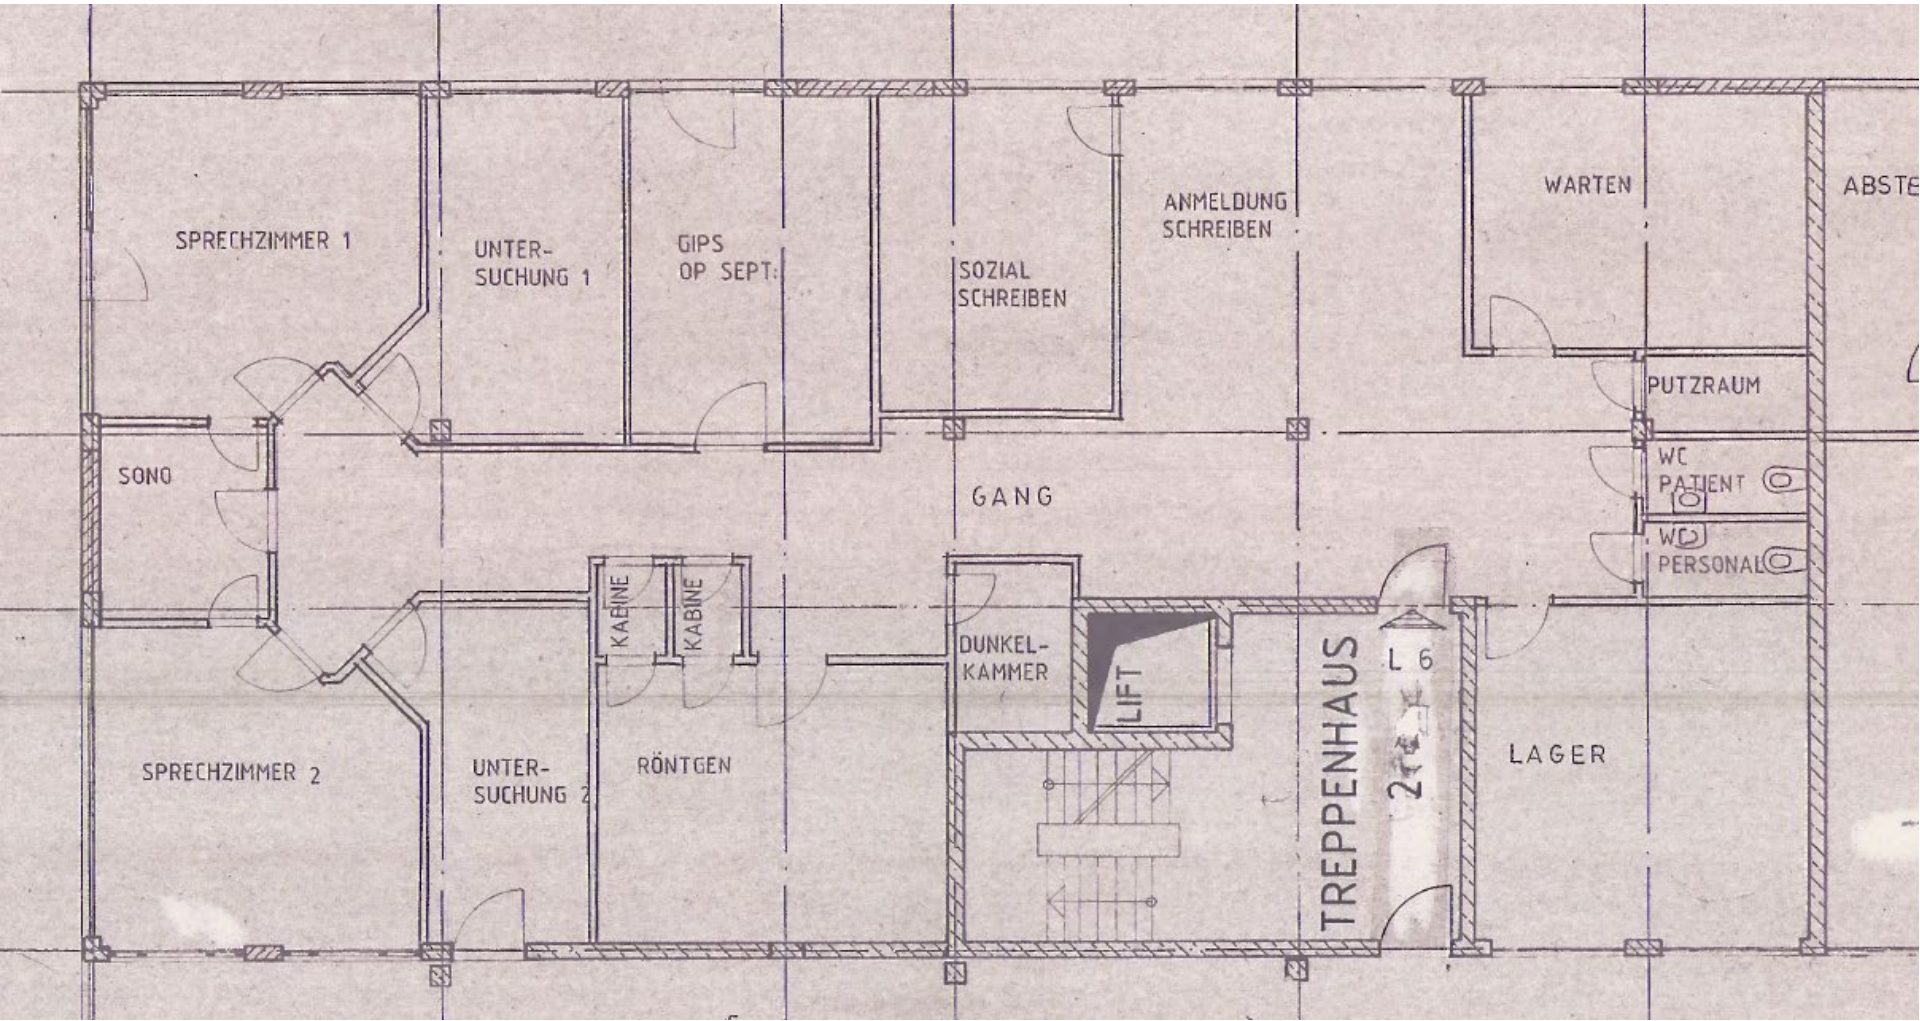 SPRECHZIMMER 1
UNTER-
SUCHUNG 1
GIPS
OP SEPT.
SOZIAL
SCHREIBEN
ANMELDUNG
SCHREIBEN
WARTEN
ABSTE
PUTZRAUM
SONO
GANG
WC
PATIENT
WC
PERSONAL
KABINE
KABINE
DUNKEL-
KAMMER
LIFT
TREPPENHAUS
L 6
SPRECHZIMMER 2
UNTER-
SUCHUNG 2
RÖNTGEN
LAGER